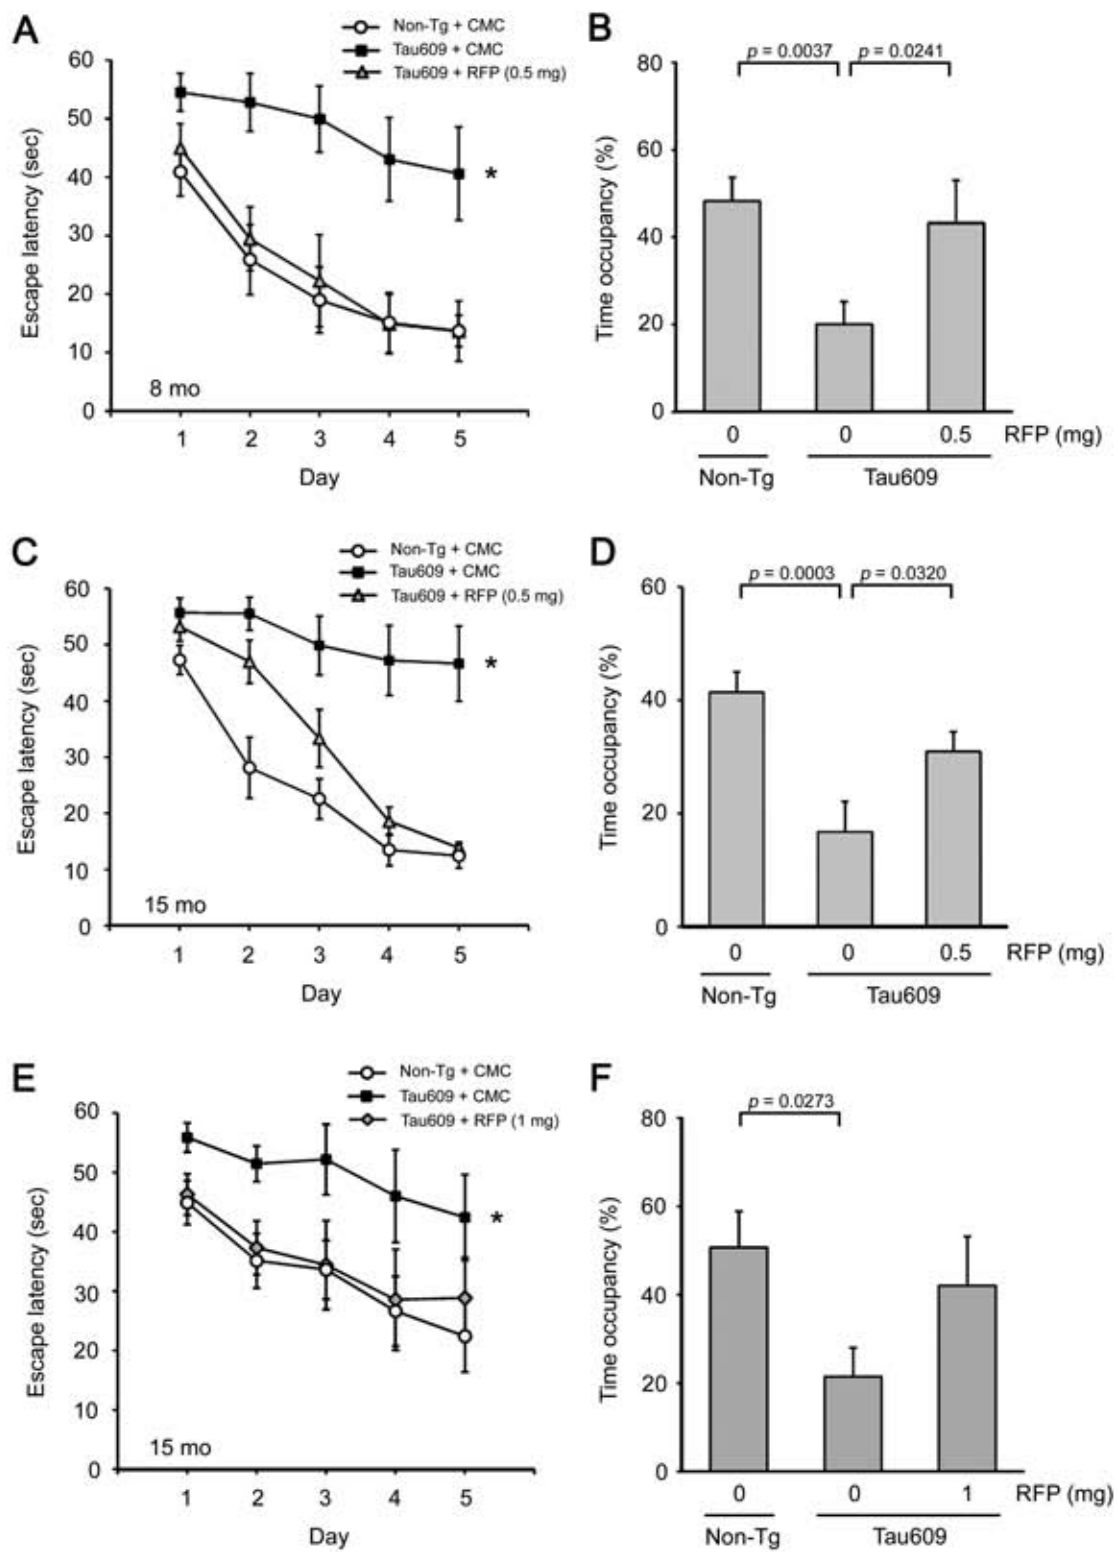 A
Non-Tg + CMC
Tau609 + CMC
Tau609 + RFP (0.5 mg)
60
50
40
30
20
10
0
Escape latency (sec)
*
8 mo
1 2 3 4 5
Day
B
p = 0.0037 p = 0.0241
80
60
40
20
0
Time occupancy (%)
0 0 0.5 RFP (mg)
Non-Tg Tau609
C
Non-Tg + CMC
Tau609 + CMC
Tau609 + RFP (0.5 mg)
60
50
40
30
20
10
0
Escape latency (sec)
*
15 mo
1 2 3 4 5
Day
D
p = 0.0003 p = 0.0320
60
40
20
0
Time occupancy (%)
0 0 0.5 RFP (mg)
Non-Tg Tau609
E
Non-Tg + CMC
Tau609 + CMC
Tau609 + RFP (1 mg)
60
50
40
30
20
10
0
Escape latency (sec)
*
15 mo
1 2 3 4 5
Day
F
p = 0.0273
80
60
40
20
0
Time occupancy (%)
0 0 1 RFP (mg)
Non-Tg Tau609